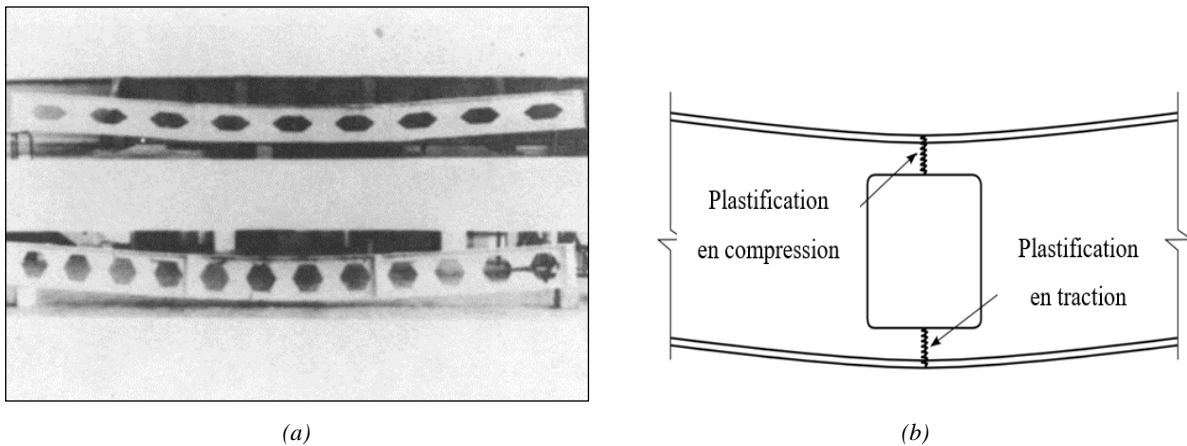 Plastification
en compression
Plastification
en traction
(a)
(b)